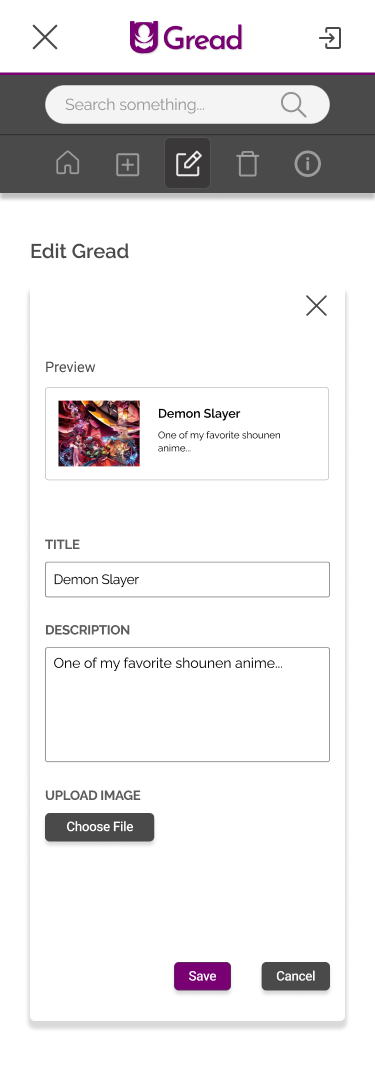 Gread
Search something...
Edit Gread
Preview
Demon Slayer
One of my favorite shounen
anime...
TITLE
Demon Slayer
DESCRIPTION
One of my favorite shounen anime...
UPLOAD IMAGE
Choose File
Save
Cancel